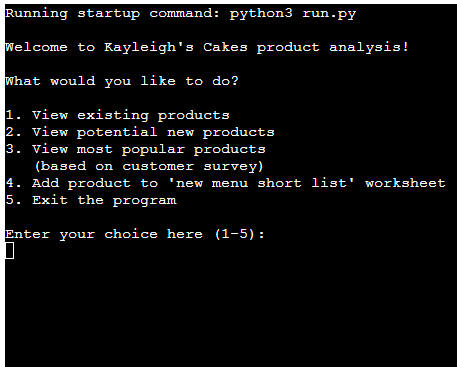 Running startup command: python3 run.py
Welcome to Kayleigh's Cakes product analysis!
What would you like to do?
1. View existing products
2. View potential new products
3. View most popular products
(based on customer survey)
4. Add product to 'new menu short list' worksheet
5. Exit the program
Enter your choice here (1-5):